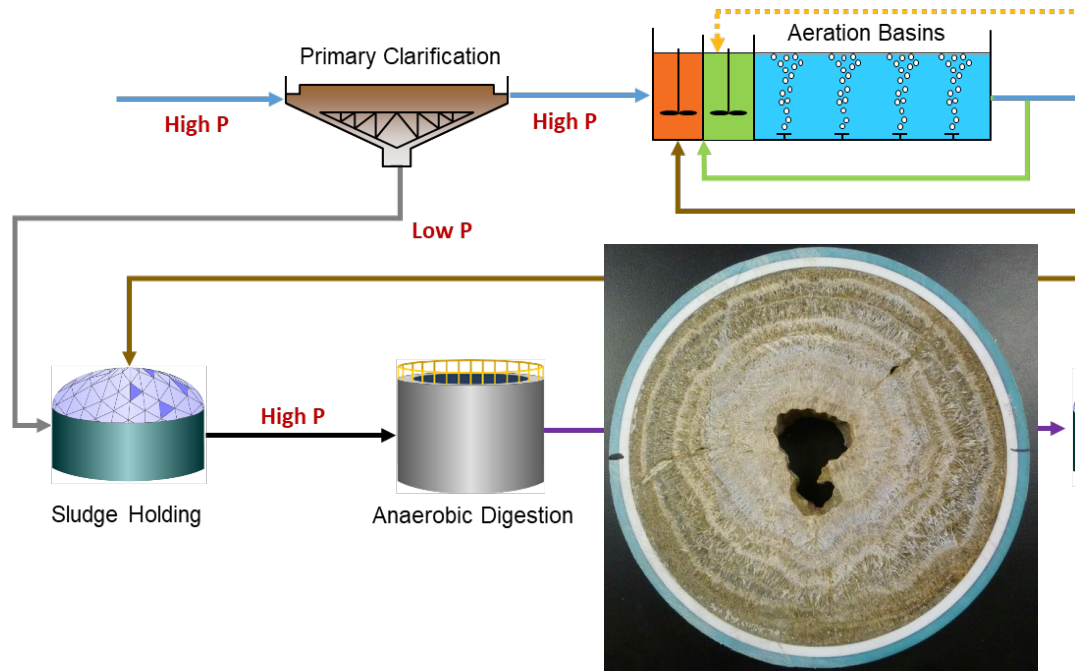 Aeration Basins
Primary Clarification
High P
High P
Low P
High P
Sludge Holding
Anaerobic Digestion